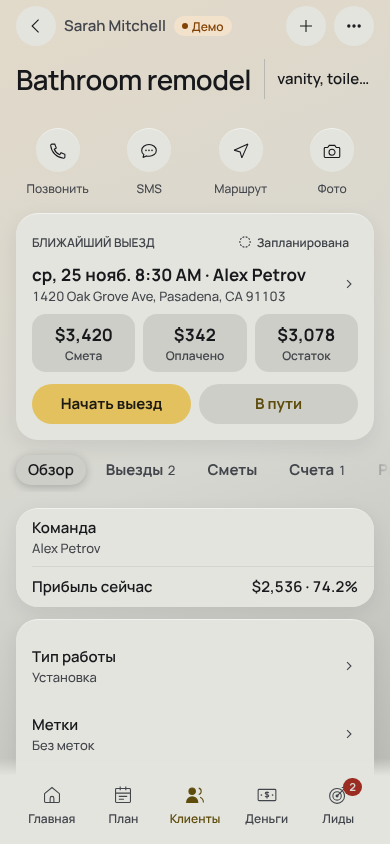 Sarah Mitchell
Демо
Bathroom remodel
vanity, toile…
Позвонить
SMS
Маршрут
Фото
БЛИЖАЙШИЙ ВЫЕЗД
Запланирована
ср, 25 нояб. 8:30 AM · Alex Petrov
1420 Oak Grove Ave, Pasadena, CA 91103
$3,420
$342
$3,078
Смета
Оплачено
Остаток
Начать выезд
В пути
Обзор
Выезды 2
Сметы
Счета 1
Команда
Alex Petrov
Прибыль сейчас
$2,536 · 74.2%
Тип работы
Установка
Метки
Без меток
2
Главная
План
Клиенты
Деньги
Лиды